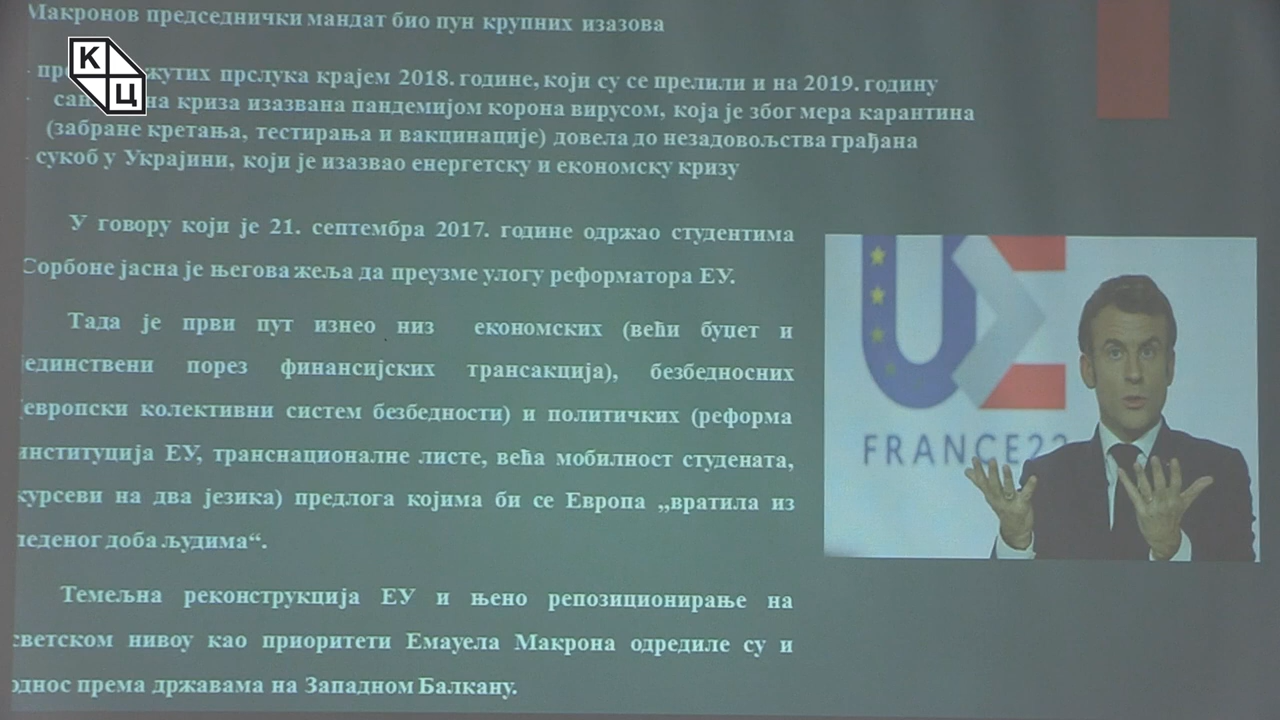 Макронов председнички мандат био пун крупних изазова
К
Ц
жутих прслука крајем 2018. године, који су се прелили и на 2019. годину
на криза изазвана пандемијом корона вирусом, која је због мера карантина
(забране кретања, тестирања и вакцинације) довела до незадовољства грађана
- сукоб у Украјини, који је изазвао енергетску и економску кризу
У говору који је 21. септембра 2017. године одржао студентима
Сорбоне јасна је његова жеља да преузме улогу реформатора ЕУ.
Тада је први пут изнео низ економских (већи буџет и
јединствени порез финансијских трансакција), безбедносних
(европски колективни систем безбедности) и политичких (реформа
институција ЕУ, транснационалне листе, већа мобилност студената,
курсеви на два језика) предлога којима би се Европа „вратила из
леденог доба људима“.
Темељна реконструкција ЕУ и њено репозиционирање на
светском нивоу као приоритети Емауела Макрона одредиле су и
однос према државама на Западном Балкану.
UE
FRANCE22